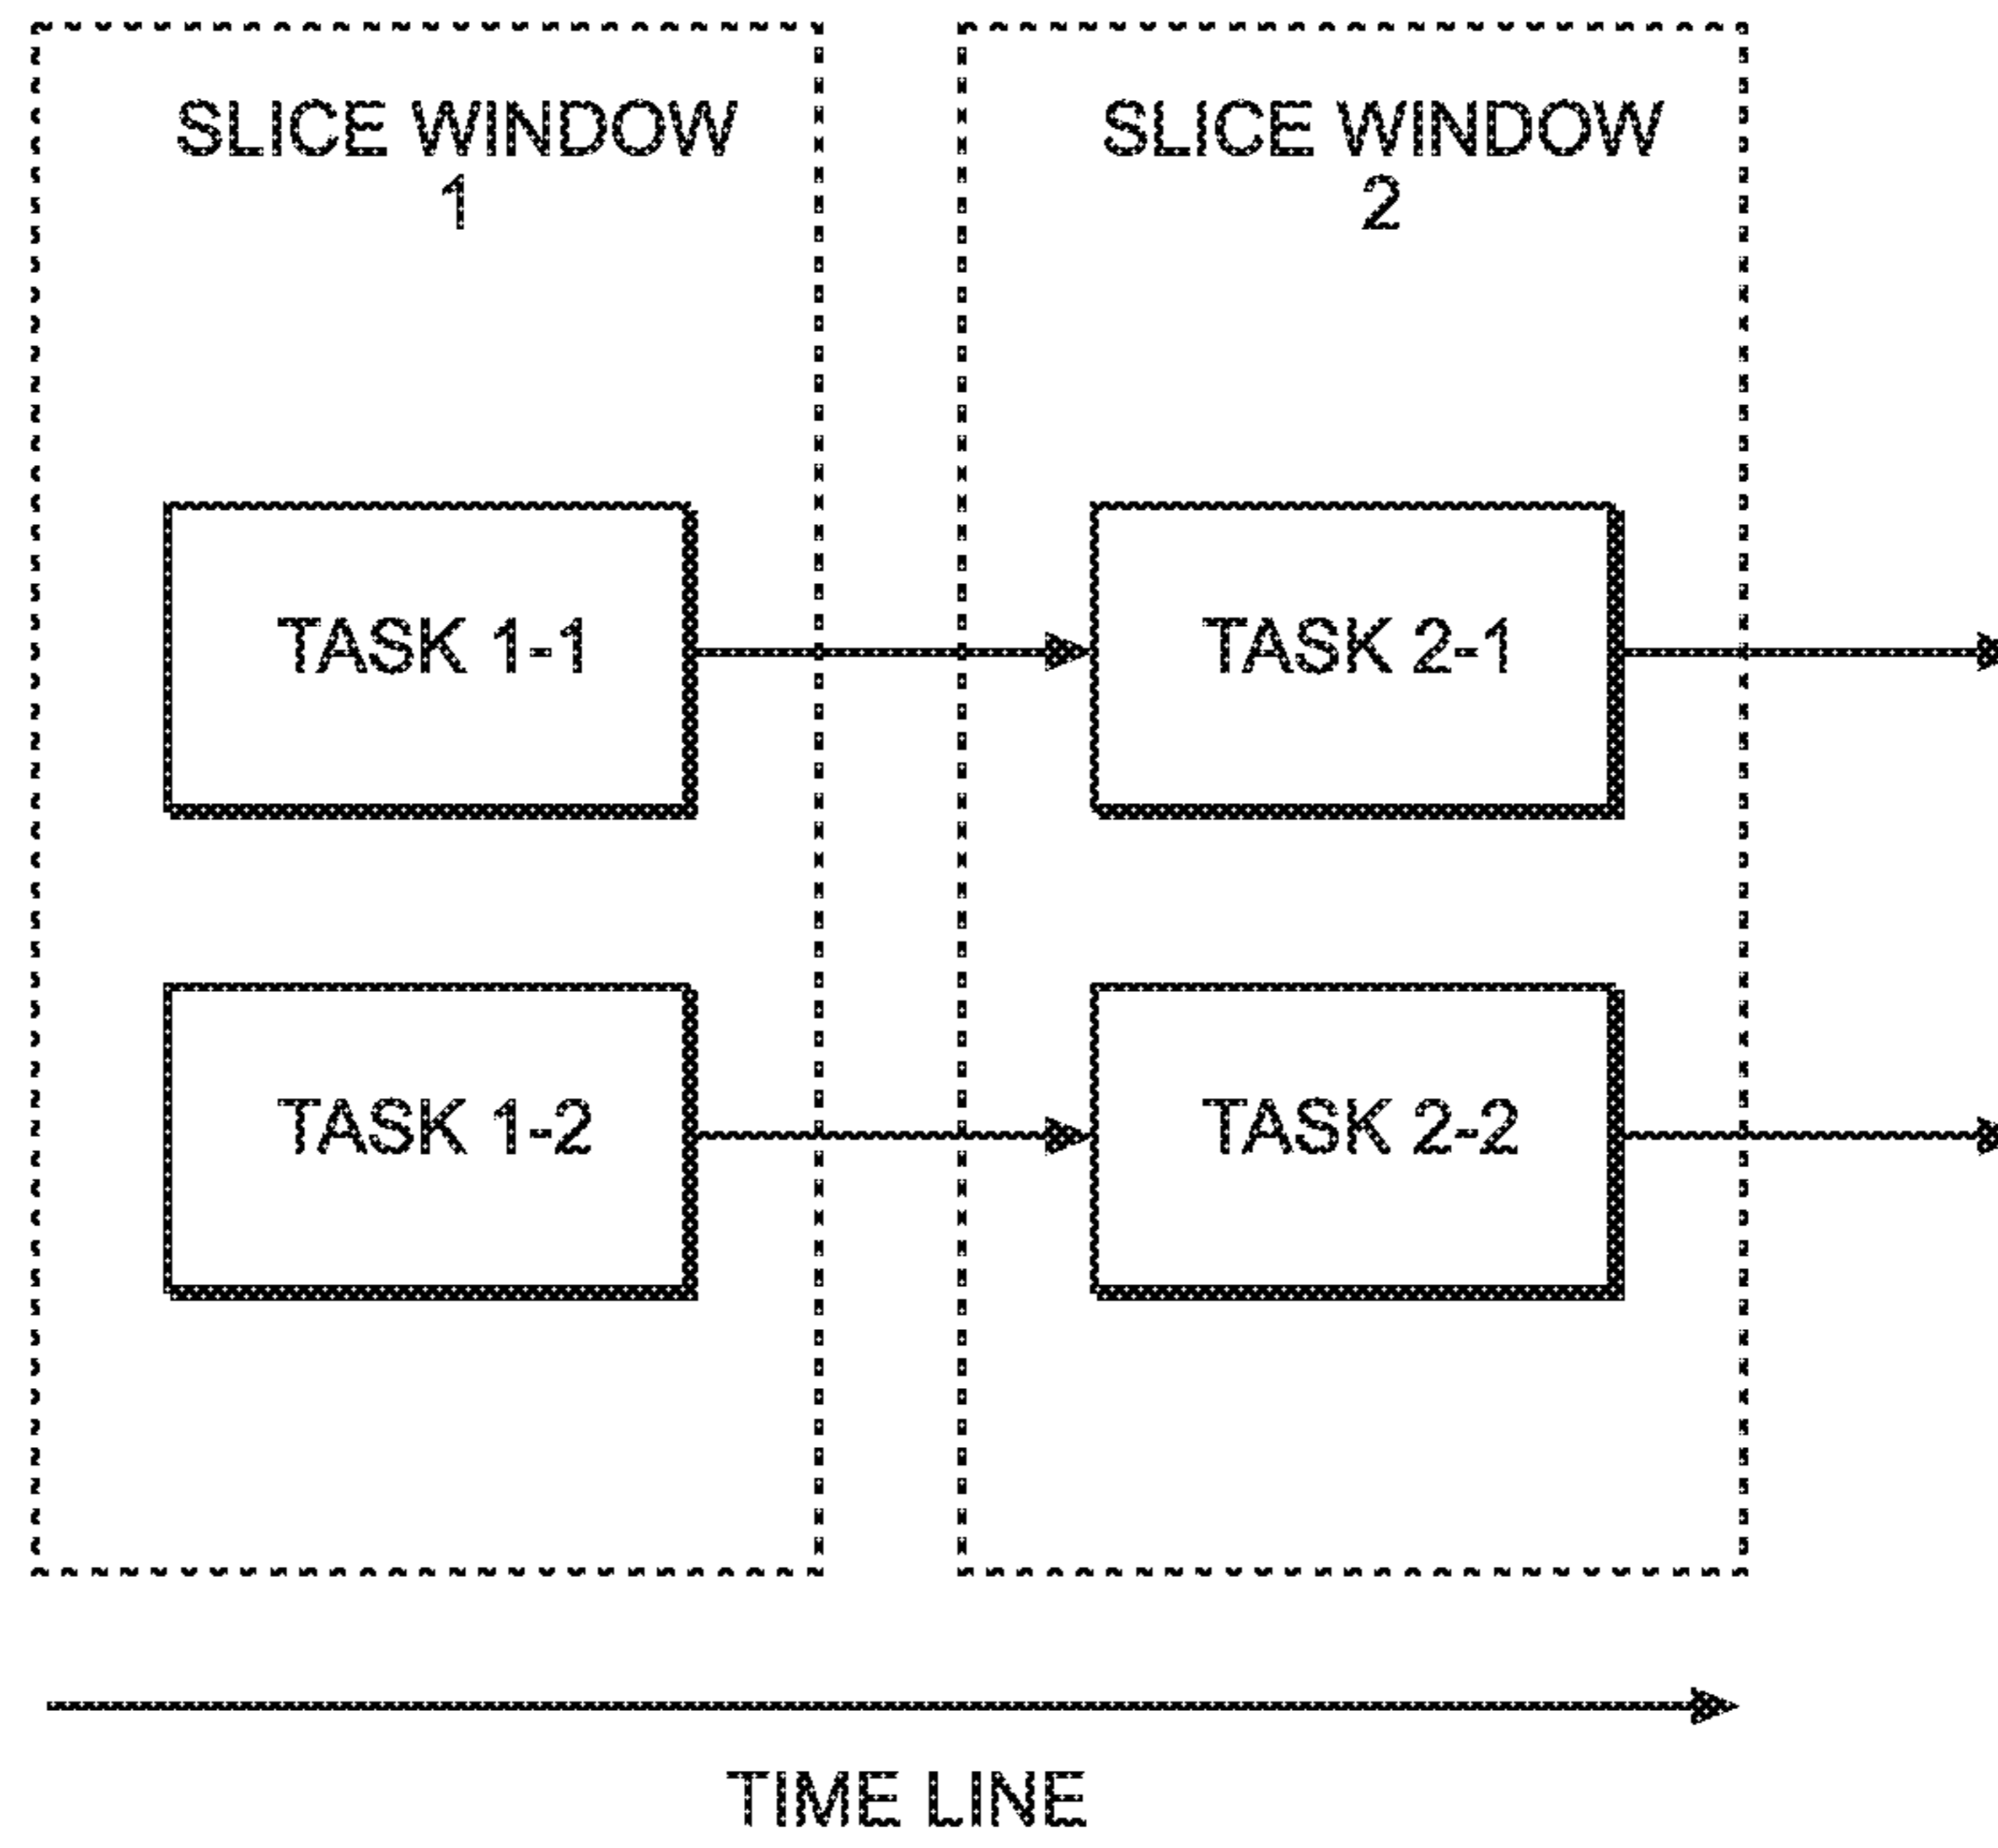 SLICE WINDOW
1
SLICE WINDOW
2
TASK 1-1
TASK 2-1
TASK 1-2
TASK 2-2
TIME LINE